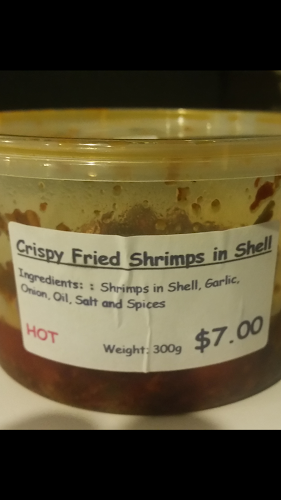 Crispy Fried Shrimps in Shell
Ingredients: : Shrimps in Shell, Garlic,
Onion, Oil, Salt and Spices
HOT
Weight: 300g
$7.00